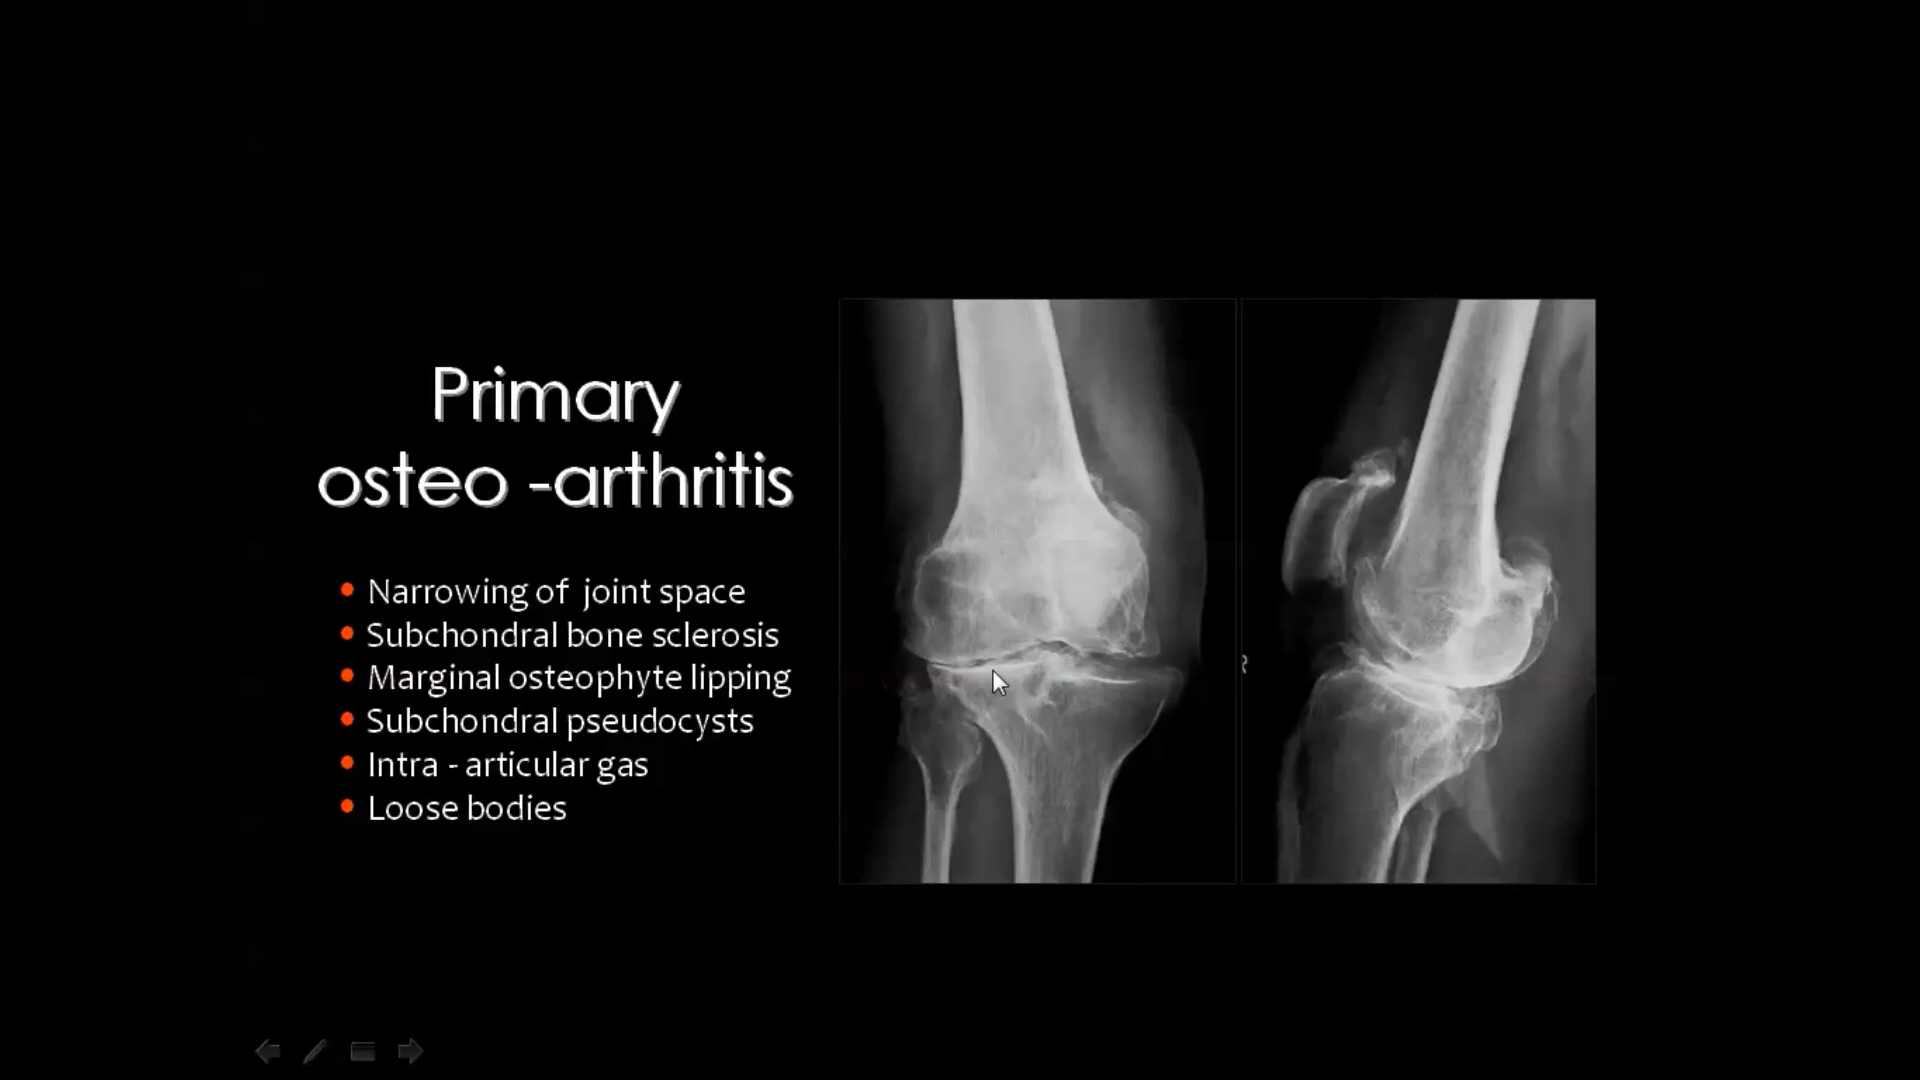 Primary
osteo -arthritis
Narrowing of joint space
Subchondral bone sclerosis
Marginal osteophyte lipping
Subchondral pseudocysts
Intra - articular gas
Loose bodies